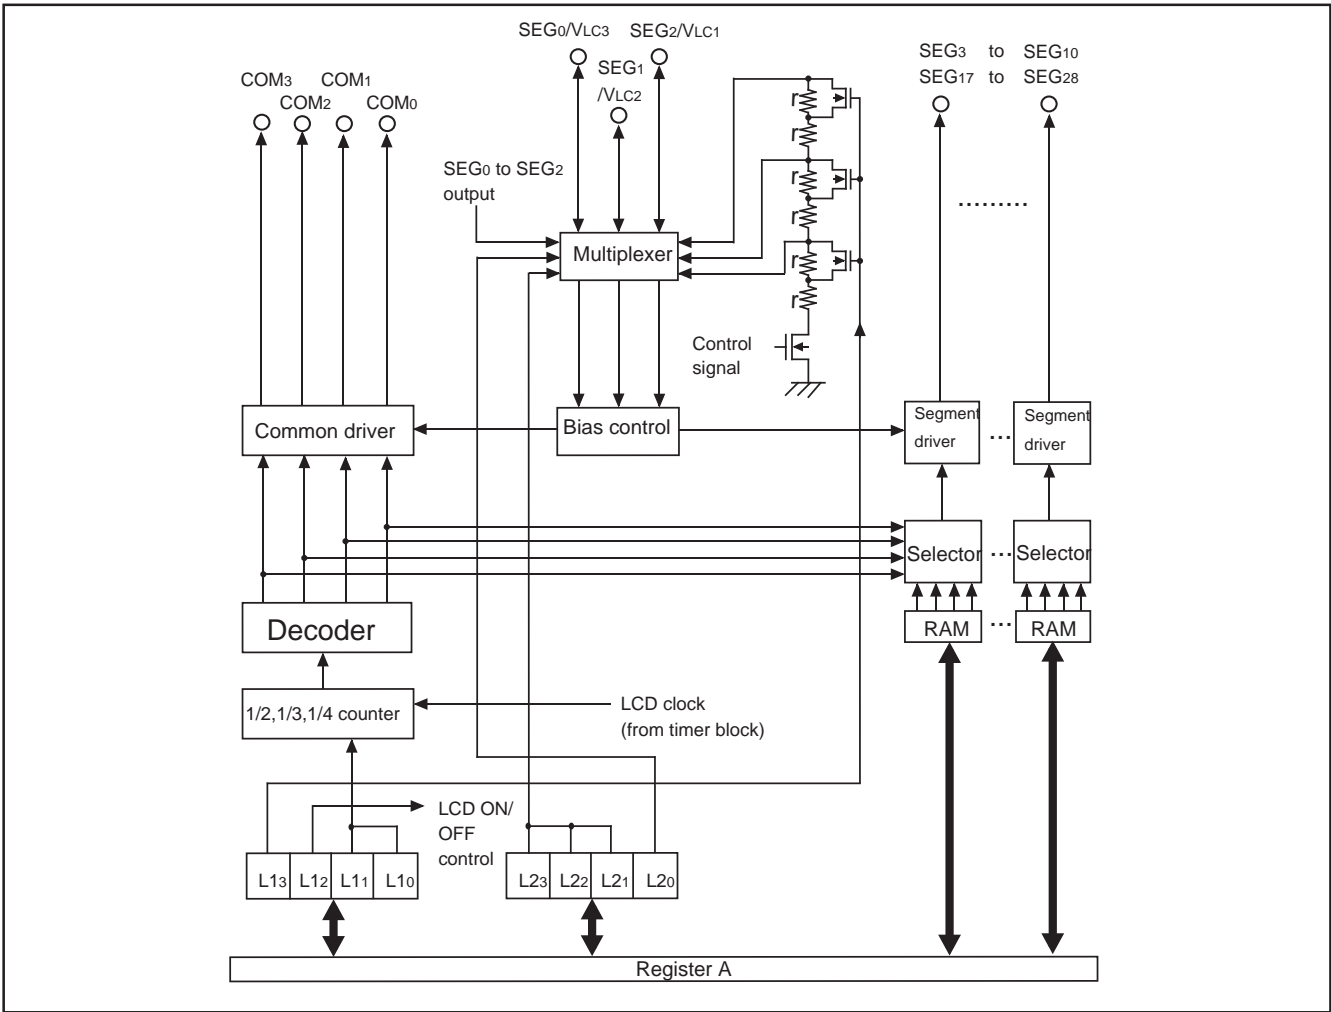 SEG0/VLC3
SEG2/VLC1
SEG1
/VLC2
SEG3 to SEG10
SEG17 to SEG28
COM3
COM2
COM1
COM0
SEG0 to SEG2
output
r
r
r
r
r
r
Multiplexer
Control
signal
Common driver
Bias control
Segment
driver
...
Segment
driver
Selector
...
Selector
Decoder
RAM
...
RAM
1/2,1/3,1/4 counter
LCD clock
(from timer block)
LCD ON/
OFF
control
L13
L12
L11
L10
L23
L22
L21
L20
Register A